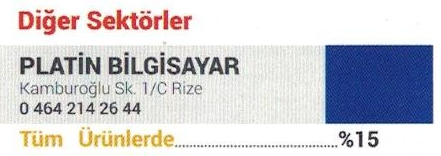 Diğer Sektörler
PLATİN BİLGİSAYAR
Kamburoğlu Sk. 1/C Rize
0 464 214 26 44
Tüm Ürünlerde........................................%15